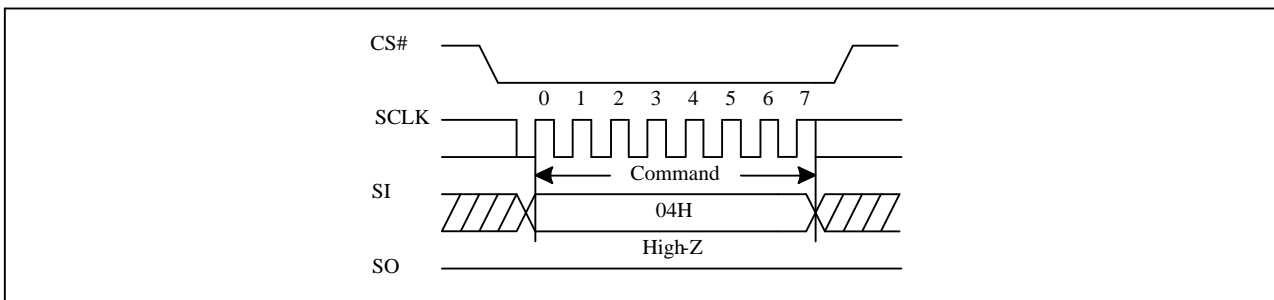 CS#
0 1 2 3 4 5 6 7
SCLK
Command
SI
04H
High-Z
SO